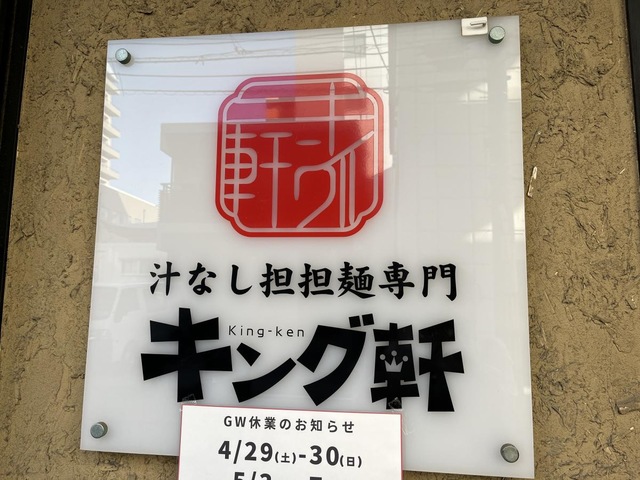 汁なし担担麺専門
King-ken
キング軒
GW休業のお知らせ
4/29(土)-30(日)